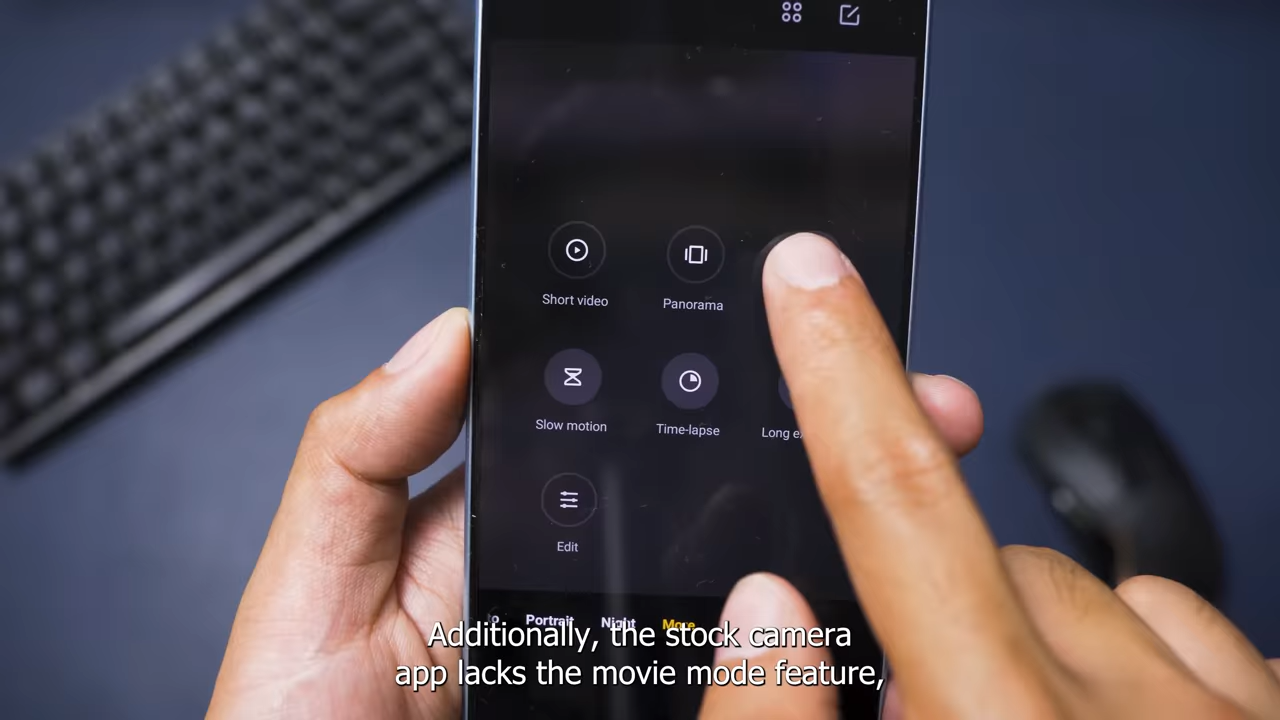 Short video
Panorama
Slow motion
Time-lapse
Long
Edit
Portrait
Night
More
Additionally, the stock camera
app lacks the movie mode feature,